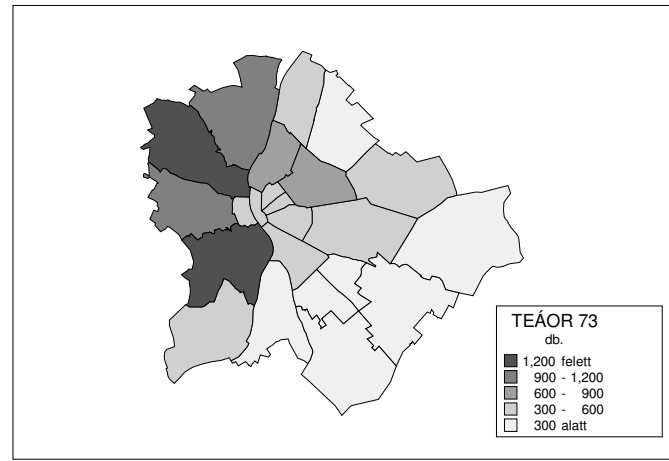 TEÁOR 73
db.
1,200 felett
900 - 1,200
600 - 900
300 - 600
300 alatt